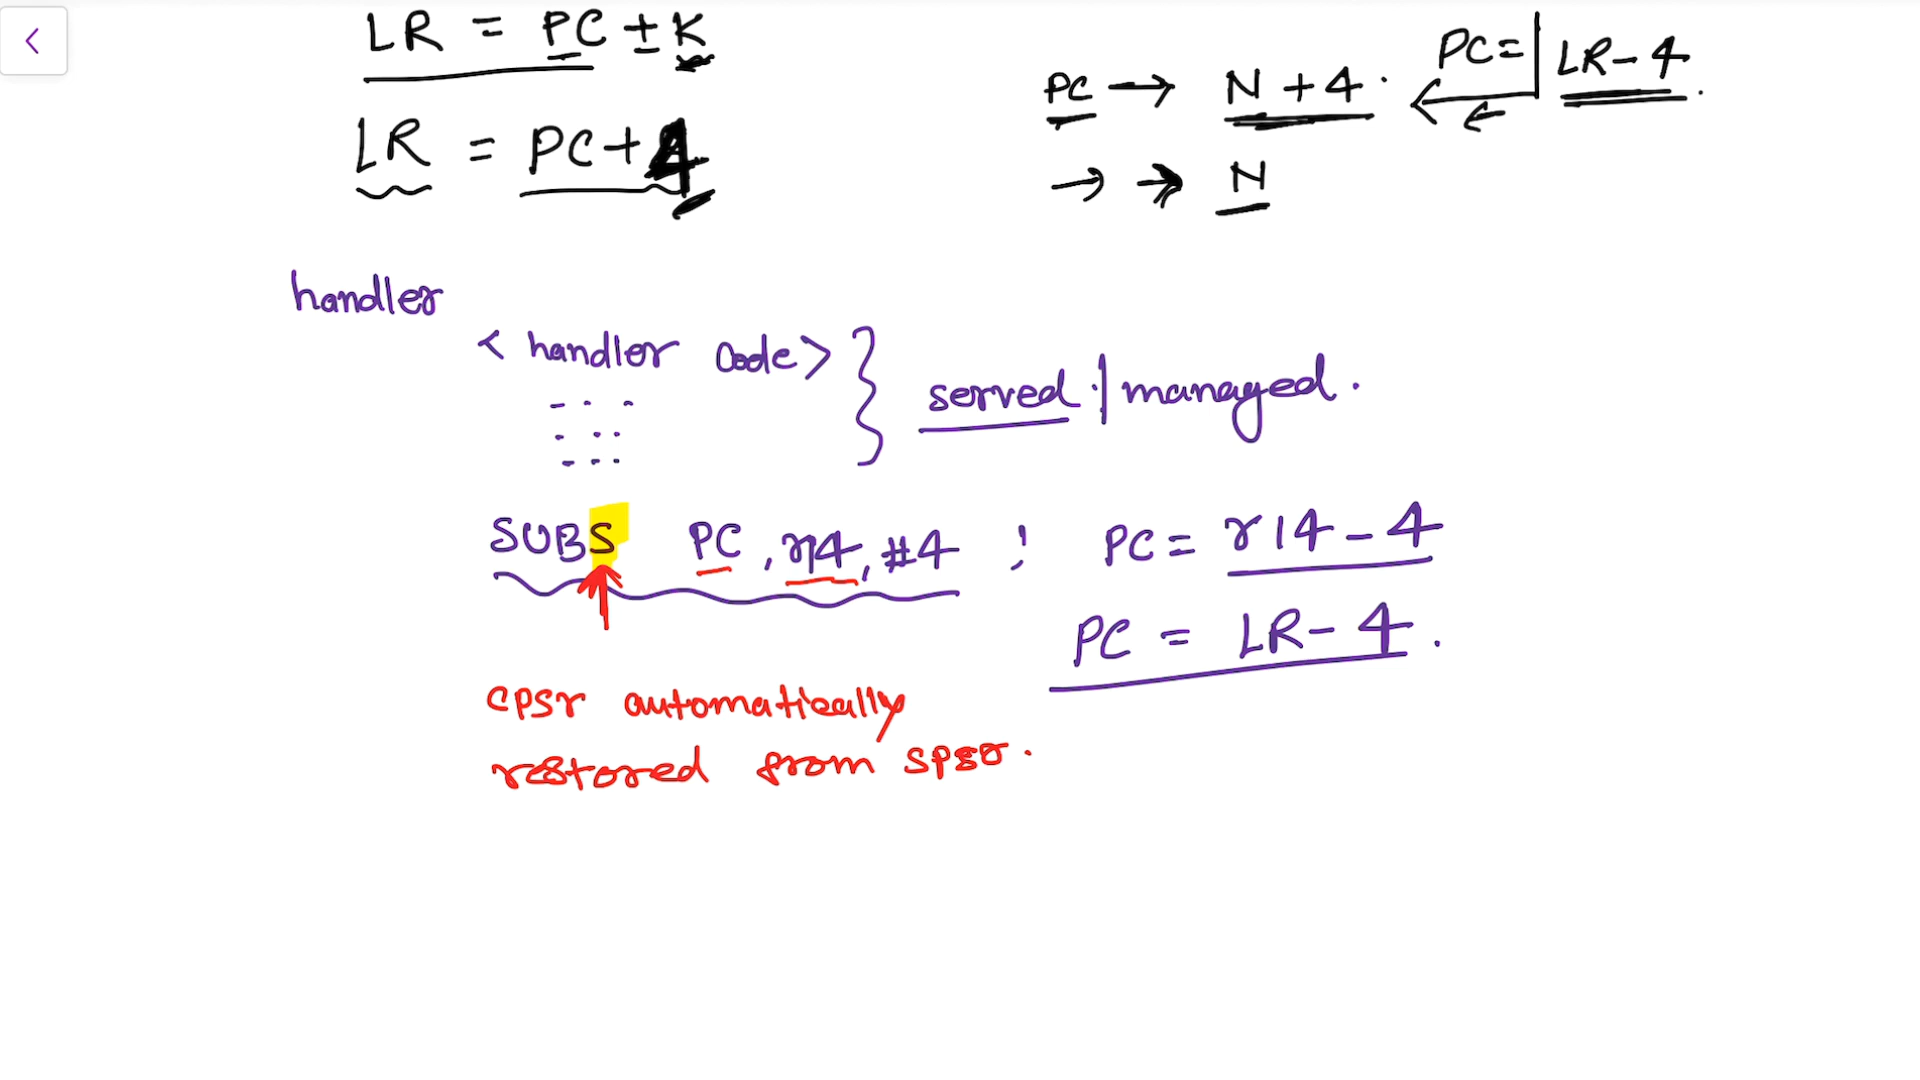 LR = PC ± K
PC → N + 4 . PC = LR - 4 .
LR = PC + 4
→ → N
handler
< handler code >
served | managed .
SUBS PC , r14 , #4 ; PC = r14 - 4
PC = LR - 4 .
cpsr automatically
restored from spsr .